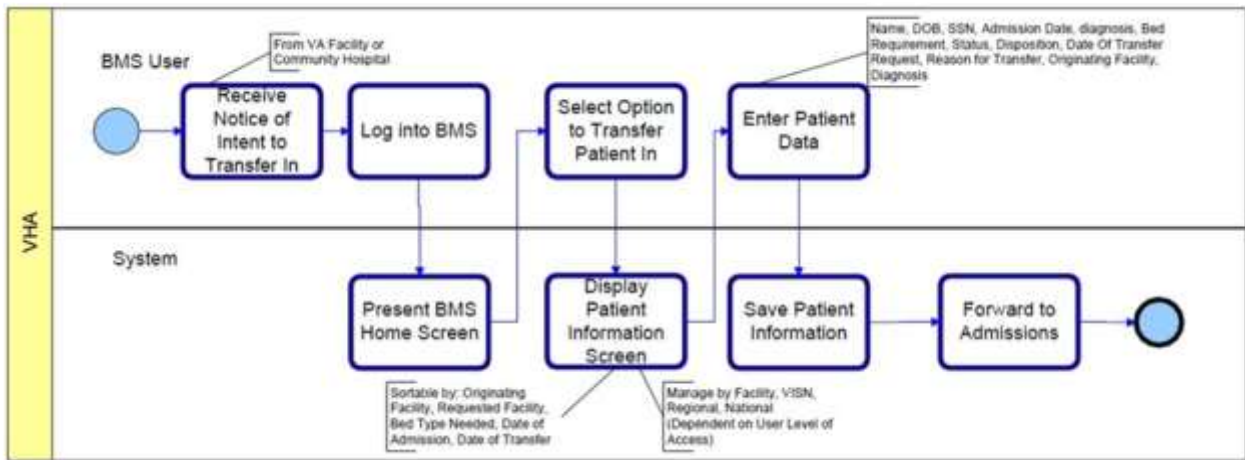 VHA
BMS User
From VA Facility or
Community Hospital
Name, DOB, SSN, Admission Date, diagnosis, Bed
Requirement, Status, Disposition, Date Of Transfer
Request, Reason for Transfer, Originating Facility,
Diagnosis
Receive
Notice of
Intent to
Transfer In
Log into BMS
Select Option
to Transfer
Patient In
Enter Patient
Data
System
Present BMS
Home Screen
Display
Patient
Information
Screen
Save Patient
Information
Forward to
Admissions
Sortable by: Originating
Facility, Requested Facility,
Bed Type Needed, Date of
Admission, Date of Transfer
Manage by Facility, VISN,
Regional, National
(Dependent on User Level of
Access)